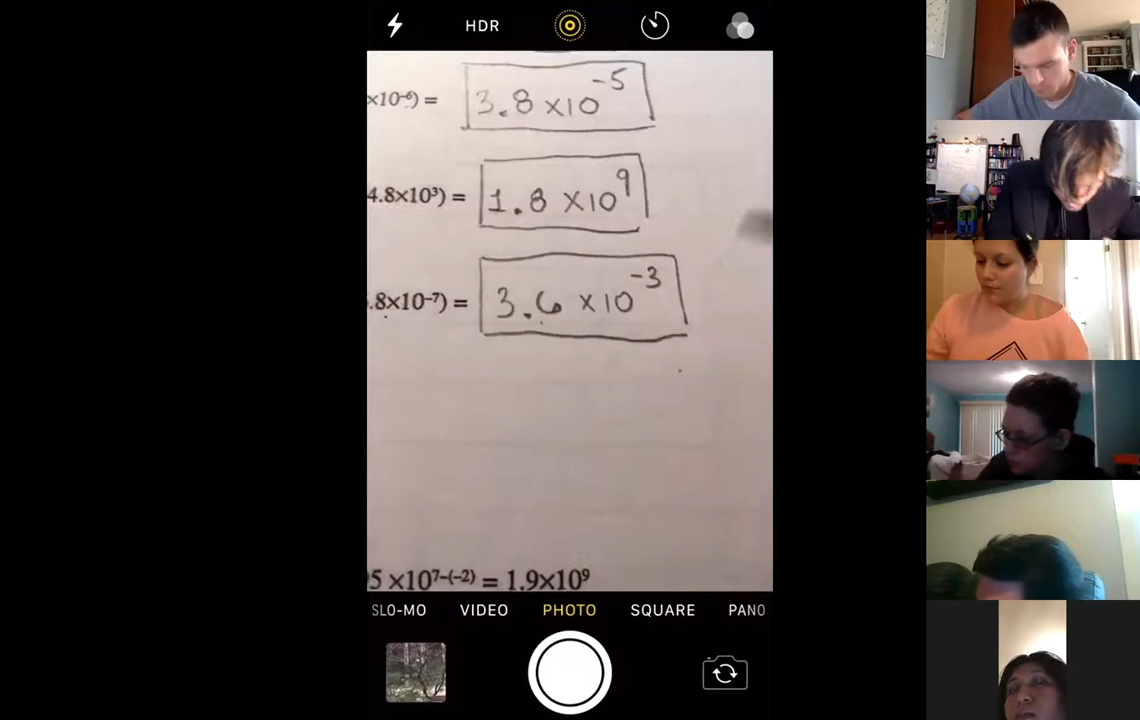 HDR
×10⁻⁶) = 3.8 ×10⁻⁵
4.8×10³) = 1.8 ×10⁹
.8×10⁻⁷) = 3.6 ×10⁻³
5 ×10⁷⁻⁽⁻²⁾ = 1.9×10⁹
SLO-MO VIDEO PHOTO SQUARE PANO